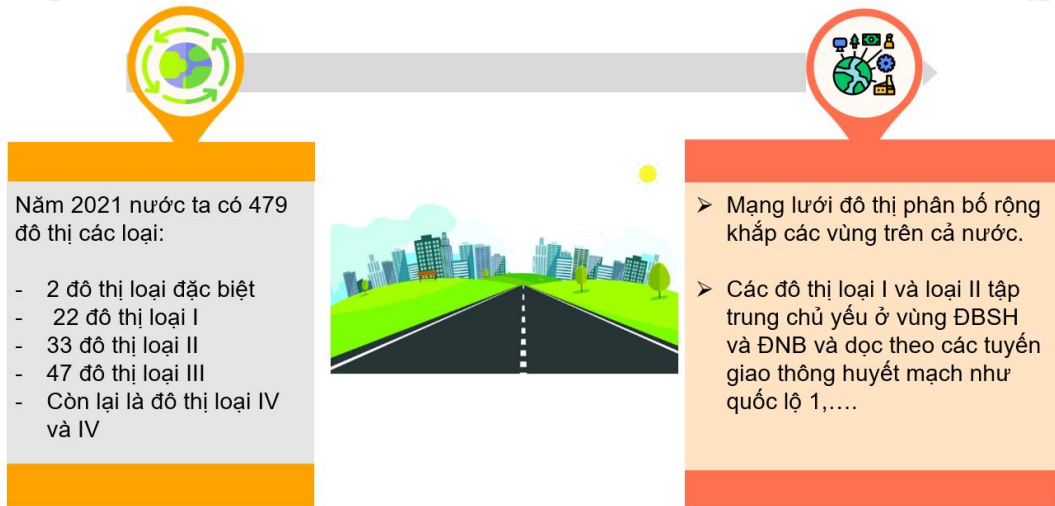 Năm 2021 nước ta có 479
đô thị các loại:
- 2 đô thị loại đặc biệt
- 22 đô thị loại I
- 33 đô thị loại II
- 47 đô thị loại III
- Còn lại là đô thị loại IV
và IV
➢ Mạng lưới đô thị phân bố rộng
khắp các vùng trên cả nước.
➢ Các đô thị loại I và loại II tập
trung chủ yếu ở vùng ĐBSH
và ĐNB và dọc theo các tuyến
giao thông huyết mạch như
quốc lộ 1,….